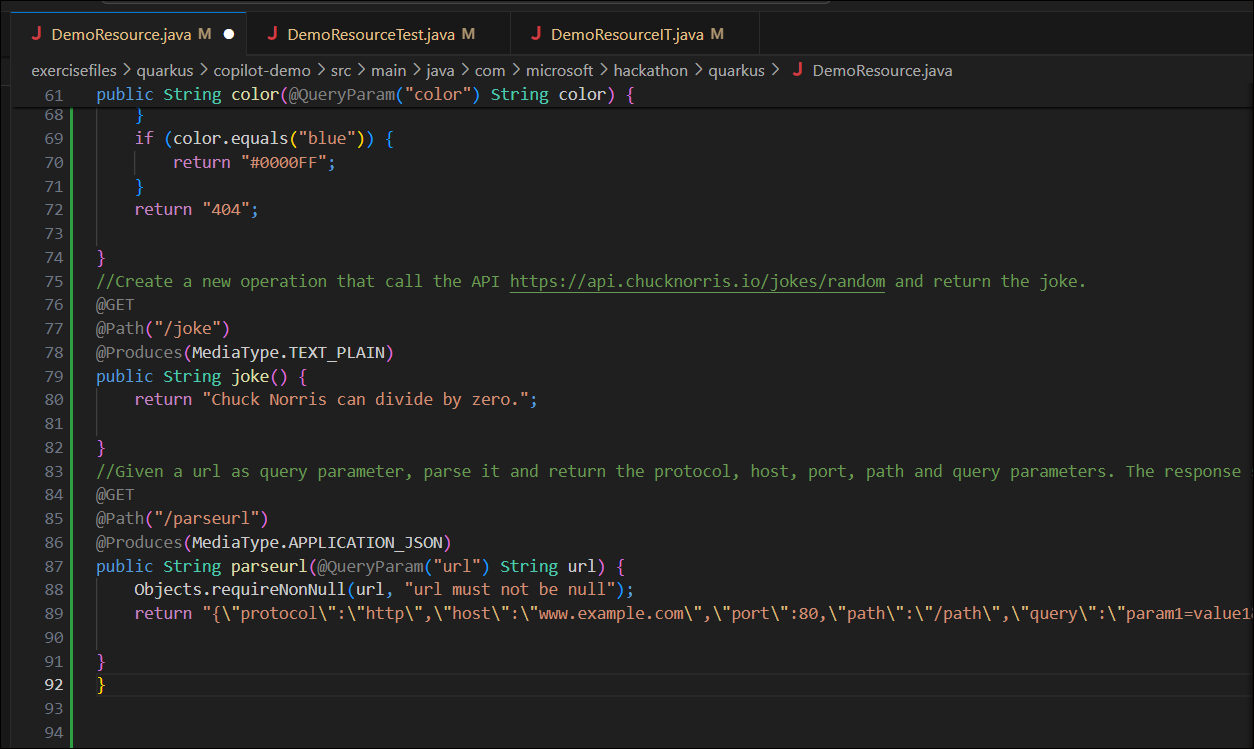 J DemoResource.java M ●
J DemoResourceTest.java M
J DemoResourceIT.java M
exercisefiles > quarkus > copilot-demo > src > main > java > com > microsoft > hackathon > quarkus > J DemoResource.java
61 public String color(@QueryParam("color") String color) {
68 }
69 if (color.equals("blue")) {
70 return "#0000FF";
71 }
72 return "404";
73
74 }
75 //Create a new operation that call the API https://api.chucknorris.io/jokes/random and return the joke.
76 @GET
77 @Path("/joke")
78 @Produces(MediaType.TEXT_PLAIN)
79 public String joke() {
80 return "Chuck Norris can divide by zero.";
81
82 }
83 //Given a url as query parameter, parse it and return the protocol, host, port, path and query parameters. The response
84 @GET
85 @Path("/parseurl")
86 @Produces(MediaType.APPLICATION_JSON)
87 public String parseurl(@QueryParam("url") String url) {
88 Objects.requireNonNull(url, "url must not be null");
89 return "{\"protocol\":\"http\",\"host\":\"www.example.com\",\"port\":80,\"path\":\"/path\",\"query\":\"param1=value1&
90
91 }
92 }
93
94